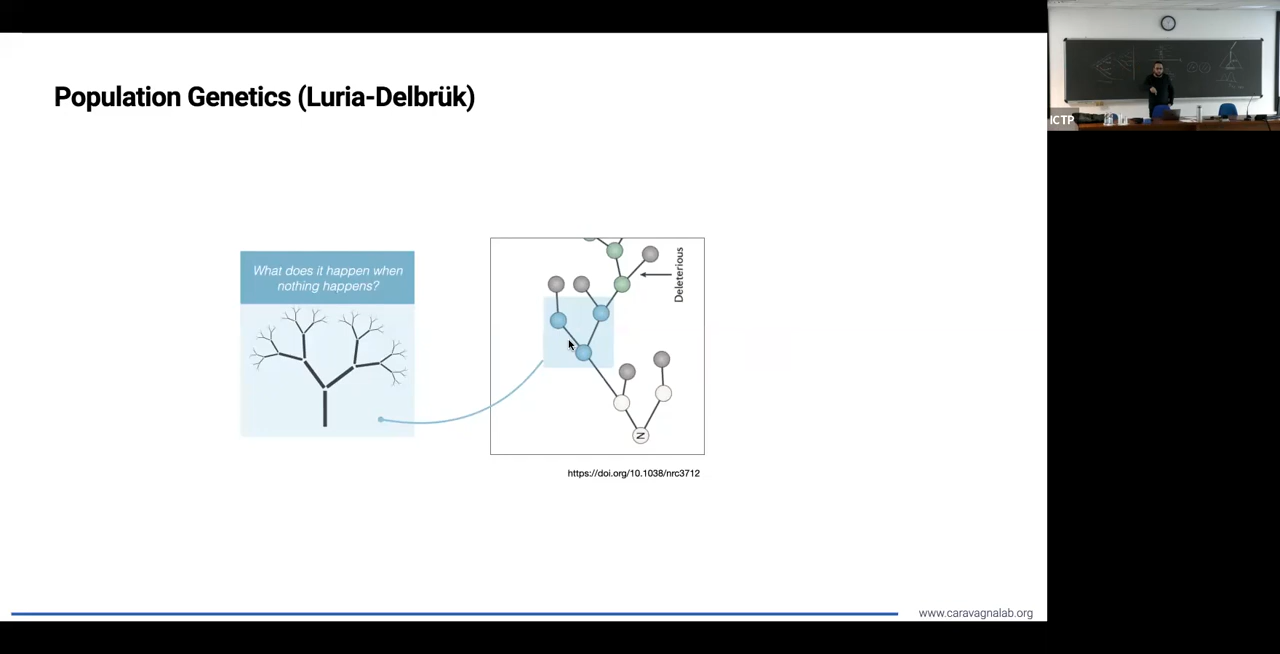 Population Genetics (Luria-Delbrük)
What does it happen when
nothing happens?
Deleterious
N
https://doi.org/10.1038/nrc3712
www.caravagnalab.org
ICTP